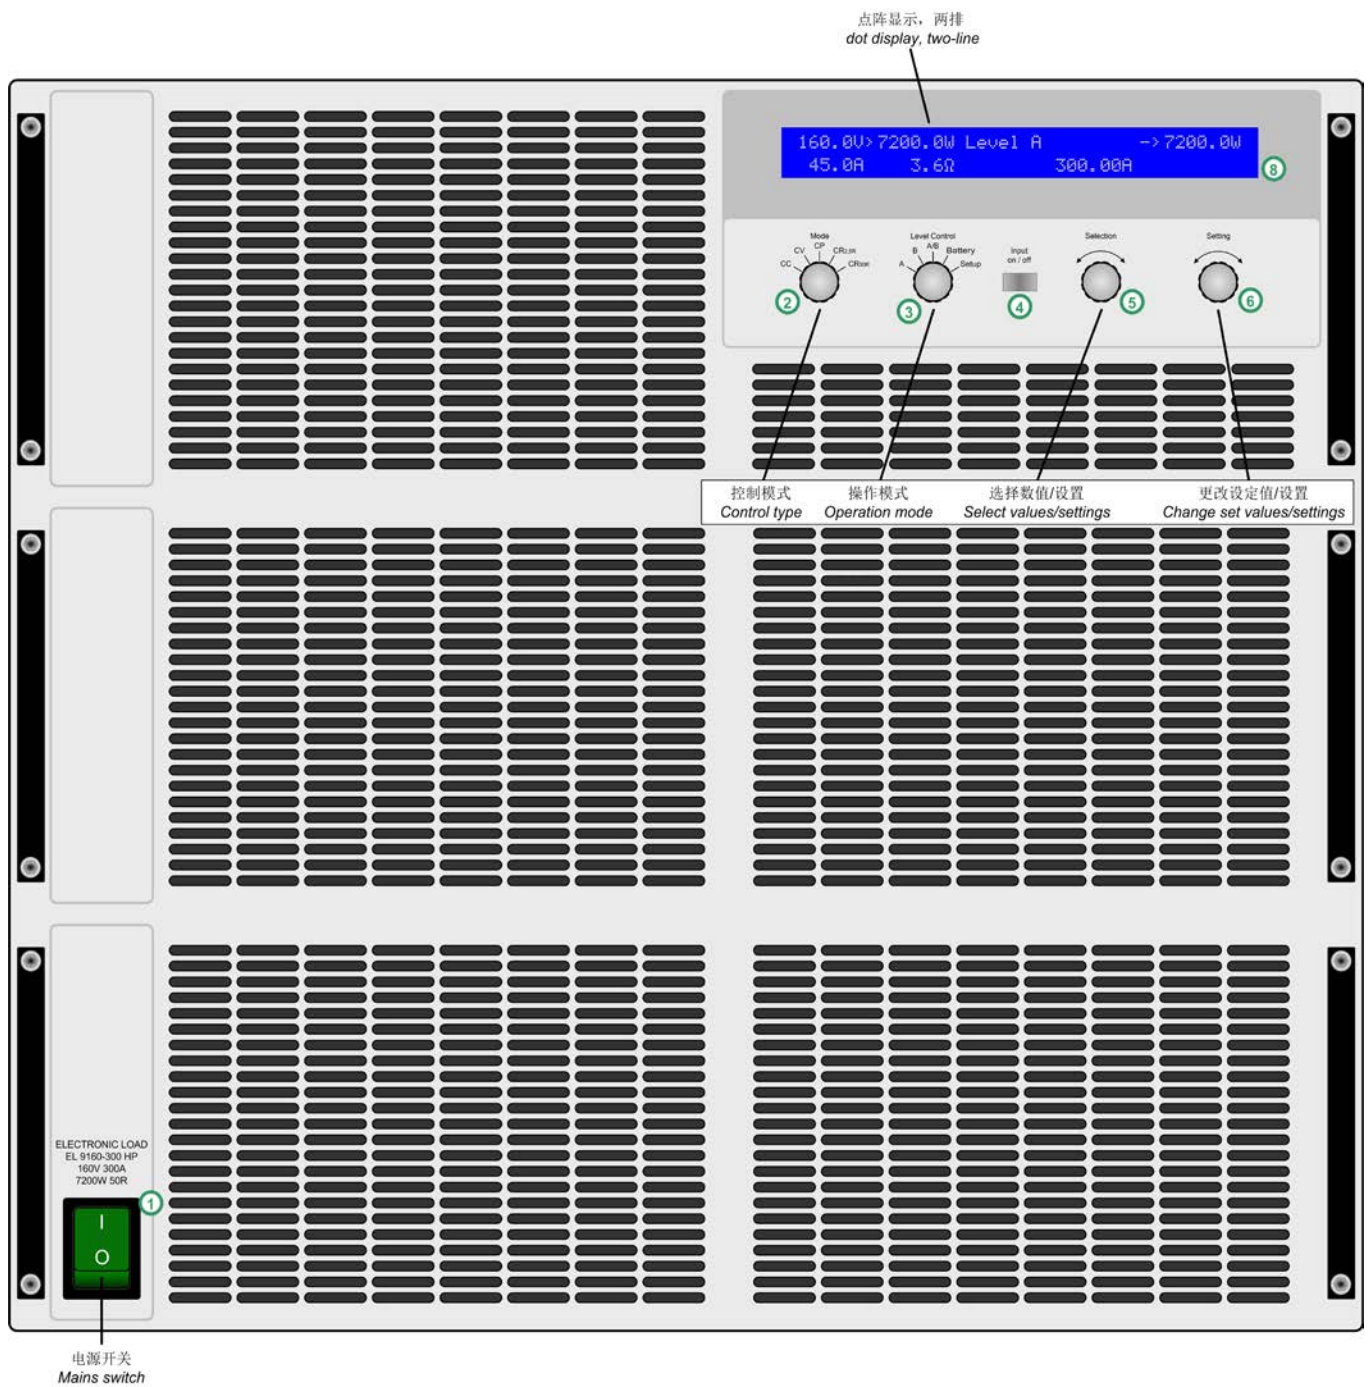 点阵显示，两排
dot display, two-line
160.0V>7200.0W Level A ->7200.0W
45.0A 3.6Ω 300.00A
8
Mode
CC CV CP CR2,5R CR50R
2
Level Control
A B A/B Battery Setup
3
Input
on / off
4
Selection
5
Setting
6
控制模式
Control type
操作模式
Operation mode
选择数值/设置
Select values/settings
更改设定值/设置
Change set values/settings
ELECTRONIC LOAD
EL 9160-300 HP
160V 300A
7200W 50R
1
I
O
电源开关
Mains switch